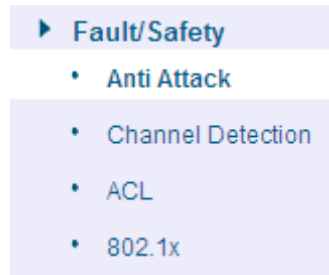 Fault/Safety
Anti Attack
Channel Detection
ACL
802.1x